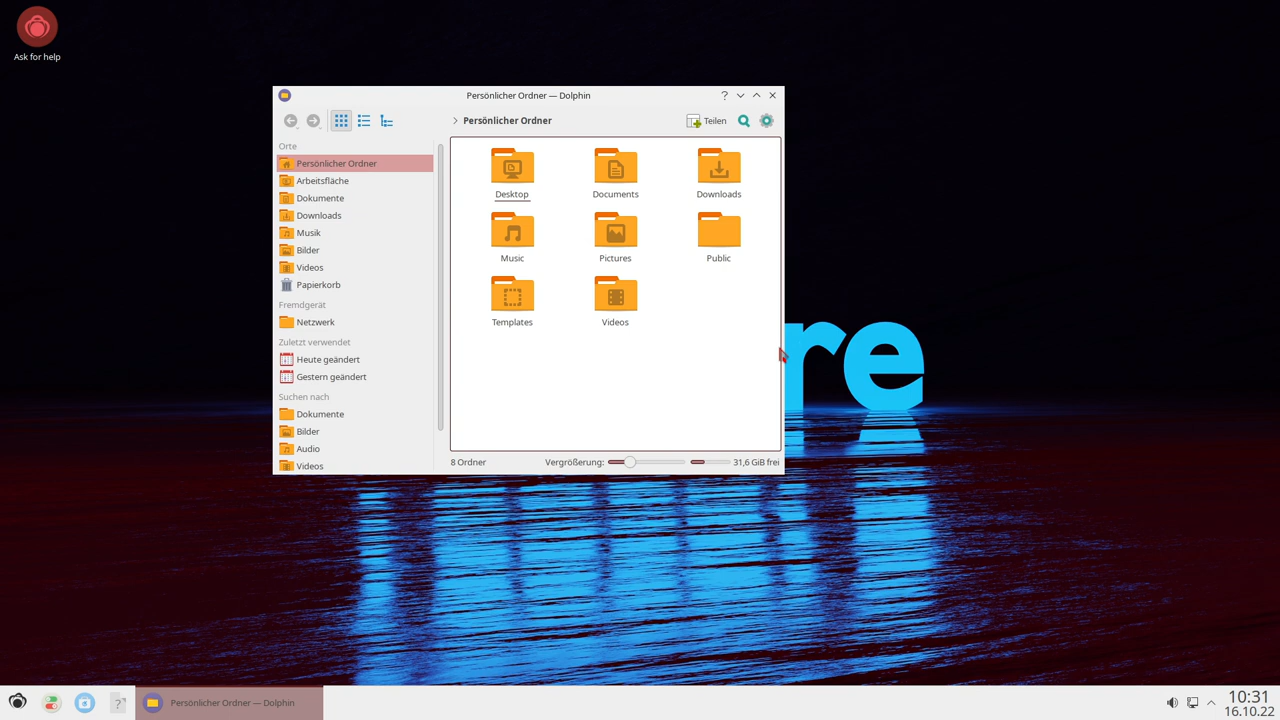 Ask for help
Persönlicher Ordner — Dolphin
Persönlicher Ordner
Teilen
Orte
Persönlicher Ordner
Arbeitsfläche
Dokumente
Downloads
Musik
Bilder
Videos
Papierkorb
Fremdgerät
Netzwerk
Zuletzt verwendet
Heute geändert
Gestern geändert
Suchen nach
Dokumente
Bilder
Audio
Videos
Desktop
Documents
Downloads
Music
Pictures
Public
Templates
Videos
8 Ordner
Vergrößerung:
31,6 GiB frei
re
Persönlicher Ordner — Dolphin
10:31
16.10.22